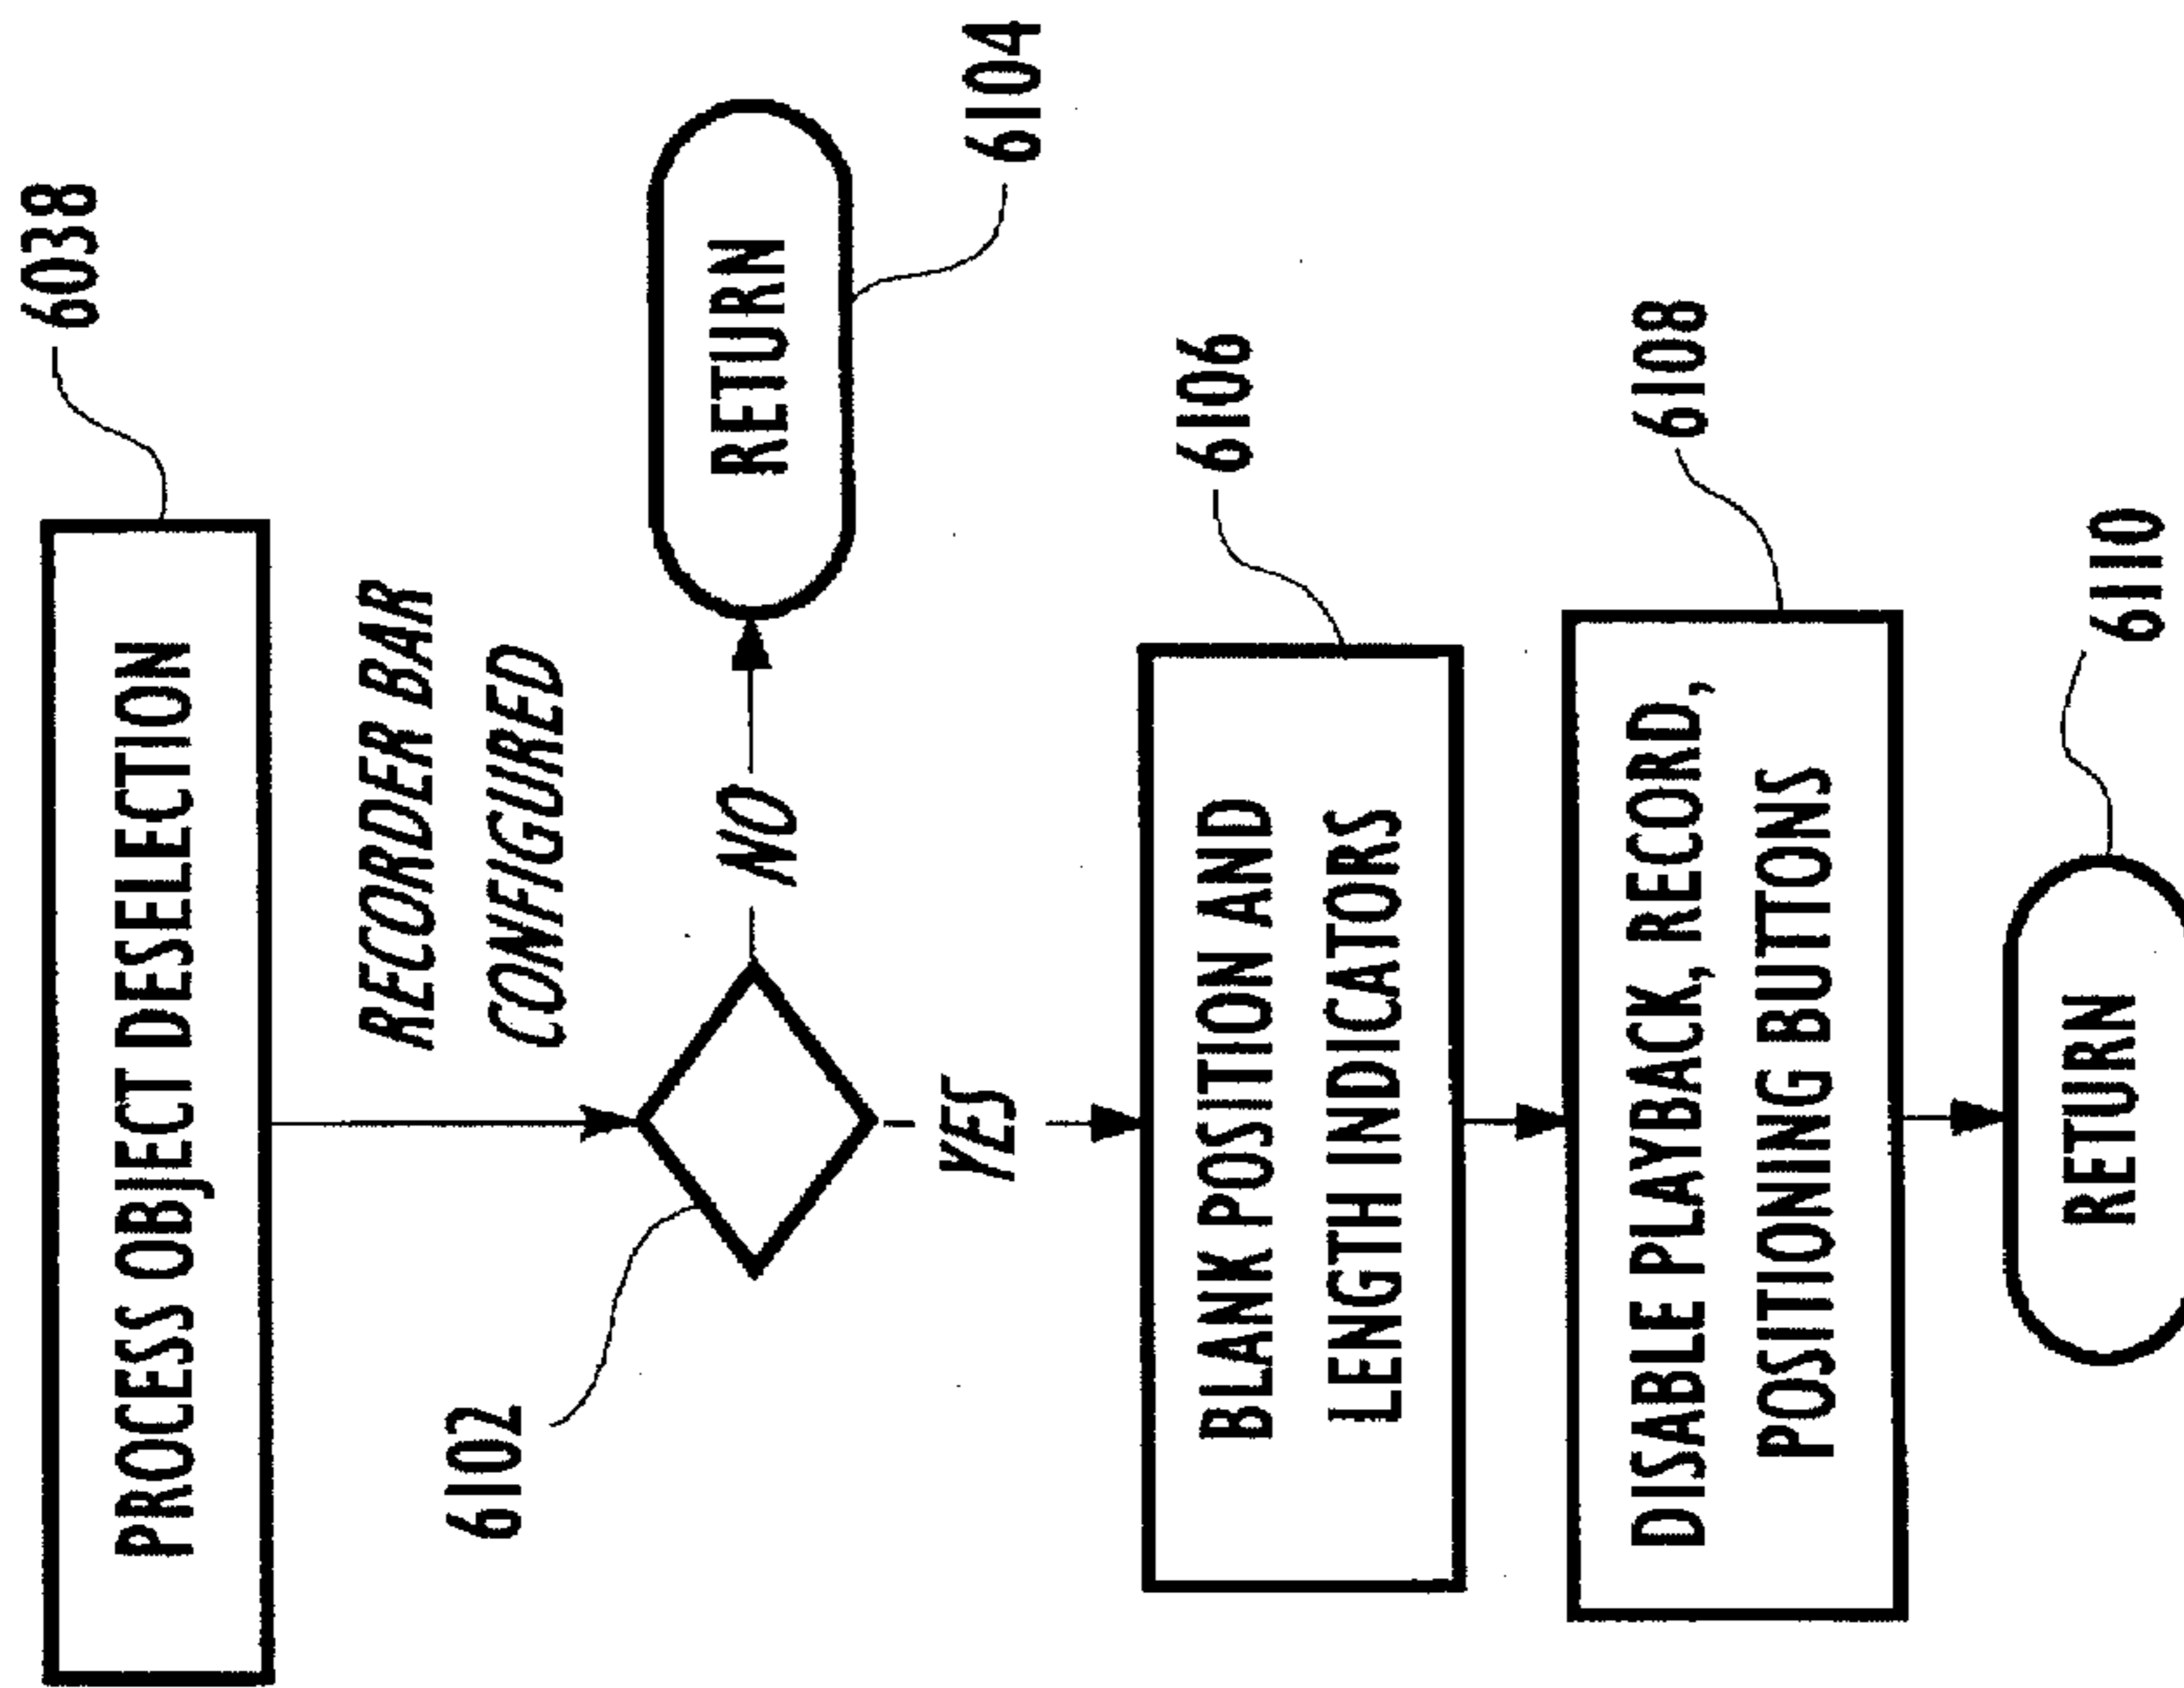 6038
PROCESS OBJECT DESELECTION
RECORDER BAR
CONFIGURED
6102
NO
RETURN
6104
YES
6106
BLANK POSITION AND
LENGTH INDICATORS
6108
DISABLE PLAYBACK, RECORD,
POSITIONING BUTTONS
6110
RETURN